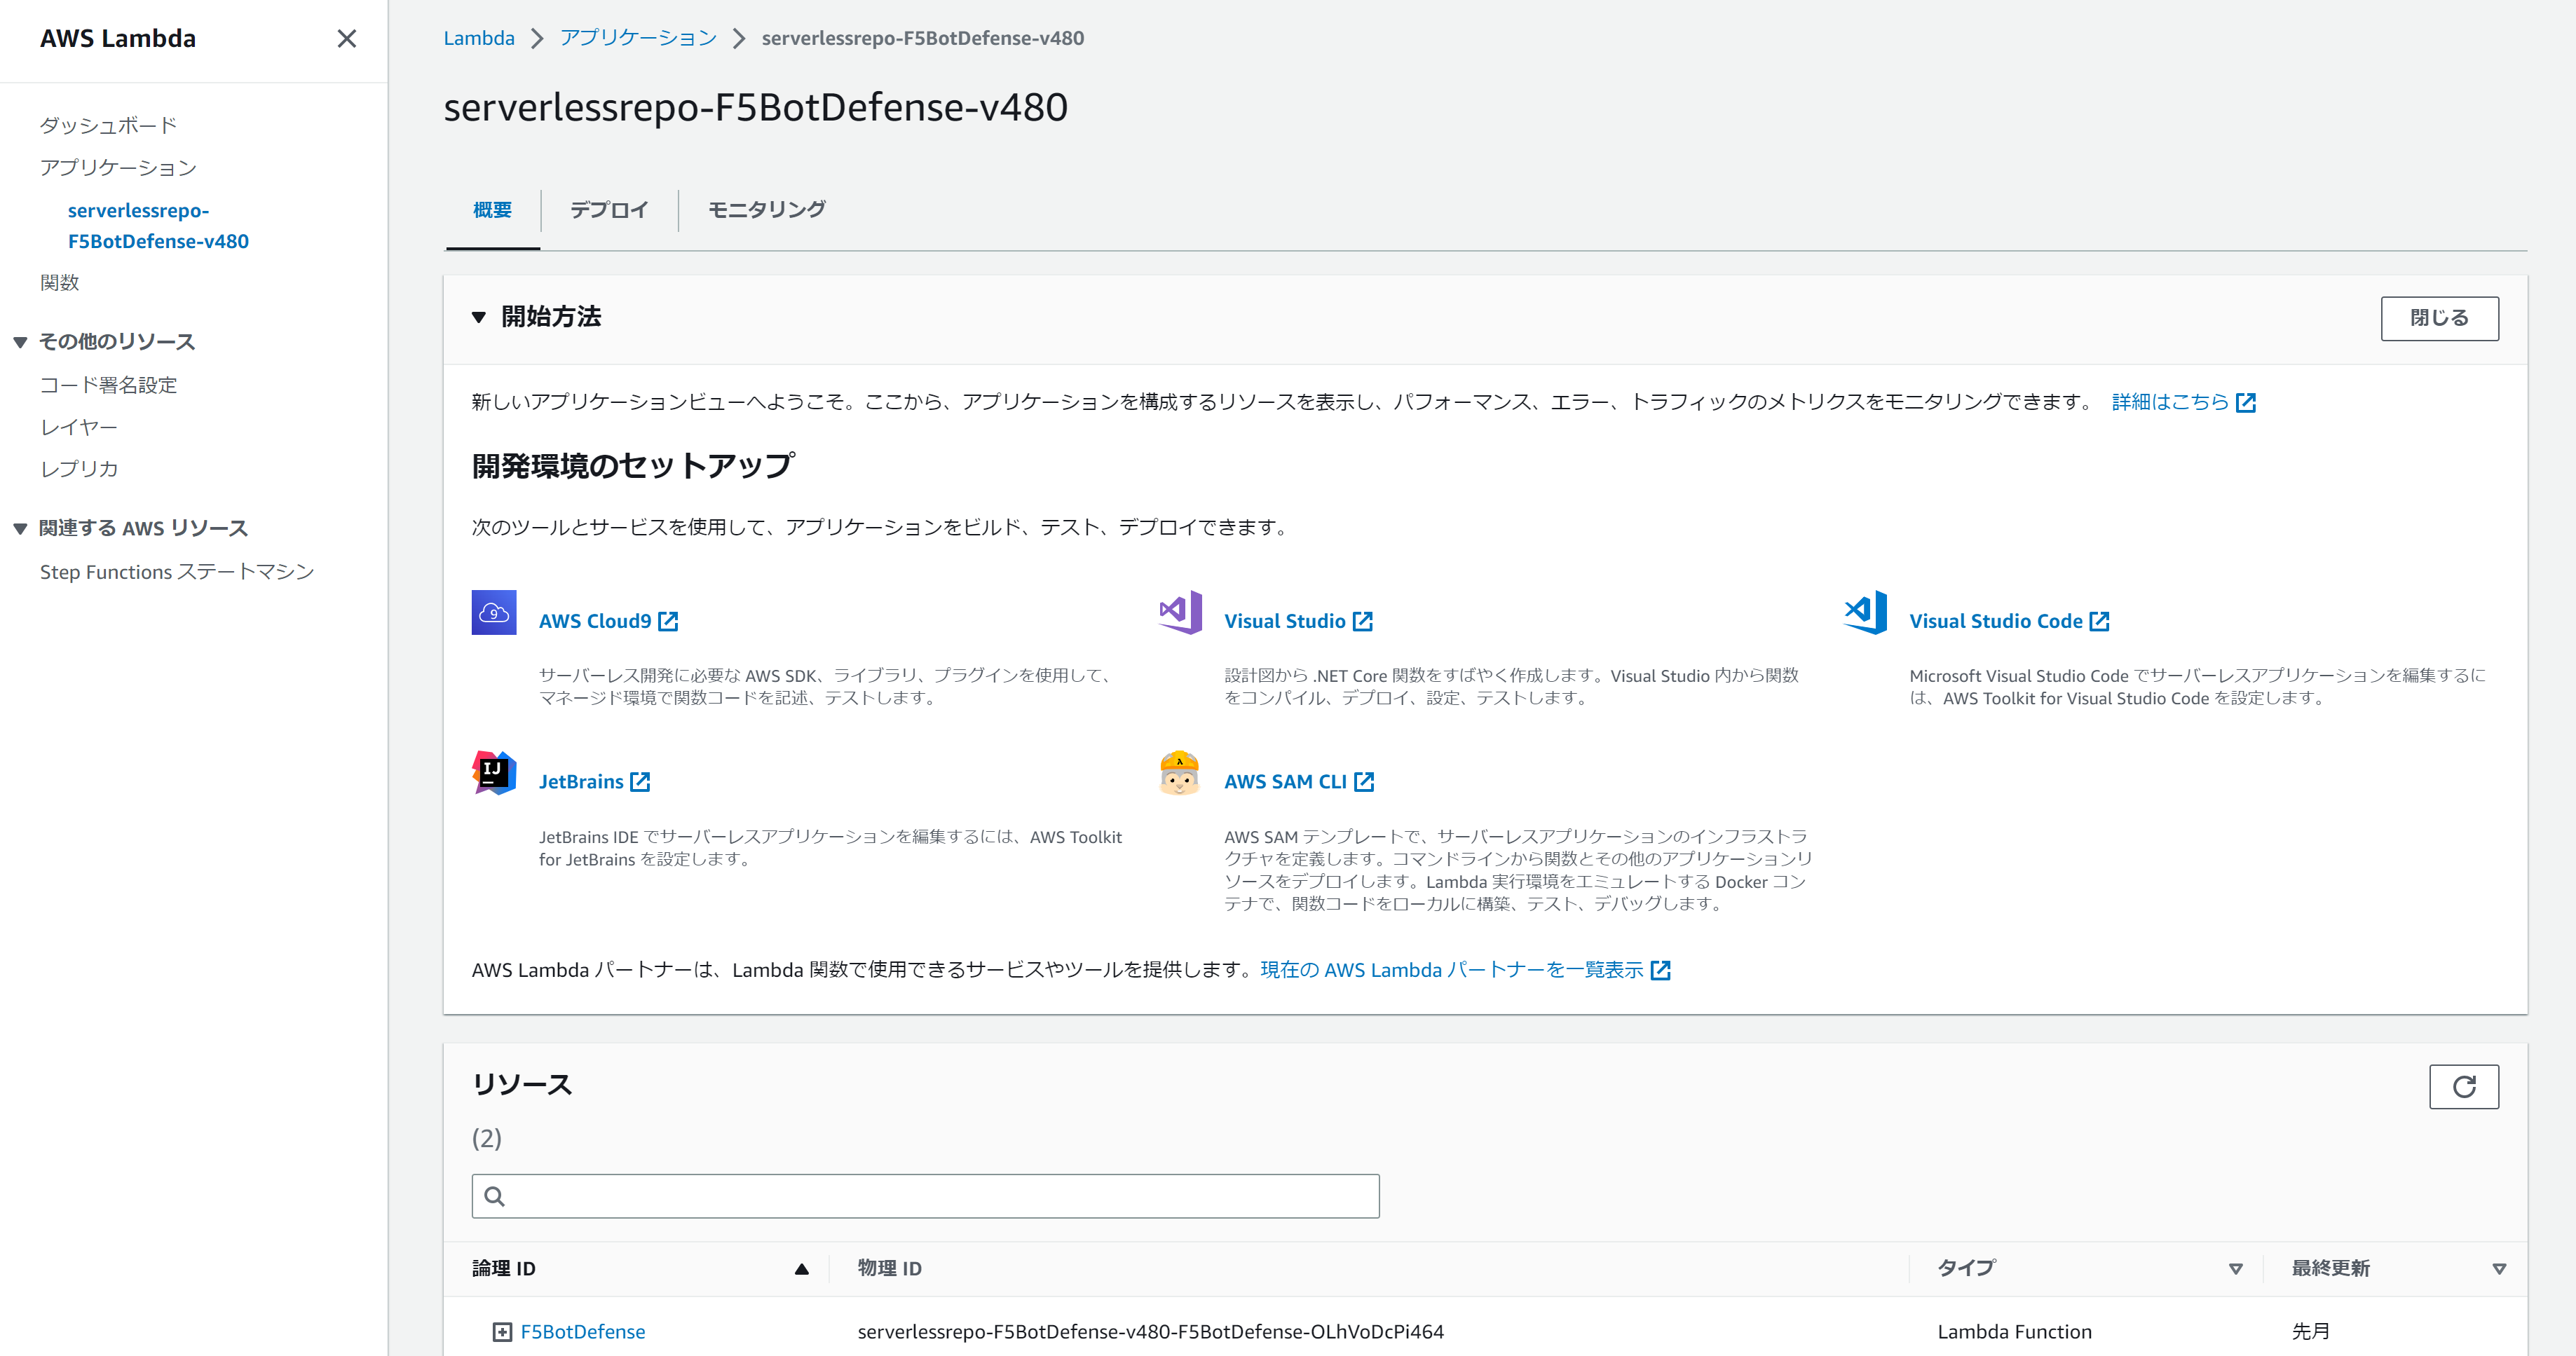 AWS Lambda
ダッシュボード
アプリケーション
serverlessrepo-
F5BotDefense-v480
関数
その他のリソース
コード署名設定
レイヤー
レプリカ
関連する AWS リソース
Step Functions ステートマシン
Lambda アプリケーション serverlessrepo-F5BotDefense-v480
serverlessrepo-F5BotDefense-v480
概要 デプロイ モニタリング
開始方法 閉じる
新しいアプリケーションビューへようこそ。ここから、アプリケーションを構成するリソースを表示し、パフォーマンス、エラー、トラフィックのメトリクスをモニタリングできます。 詳細はこちら
開発環境のセットアップ
次のツールとサービスを使用して、アプリケーションをビルド、テスト、デプロイできます。
9
AWS Cloud9
サーバーレス開発に必要な AWS SDK、ライブラリ、プラグインを使用して、
マネージド環境で関数コードを記述、テストします。
Visual Studio
設計図から .NET Core 関数をすばやく作成します。Visual Studio 内から関数
をコンパイル、デプロイ、設定、テストします。
Visual Studio Code
Microsoft Visual Studio Code でサーバーレスアプリケーションを編集するに
は、AWS Toolkit for Visual Studio Code を設定します。
IJ
JetBrains
JetBrains IDE でサーバーレスアプリケーションを編集するには、AWS Toolkit
for JetBrains を設定します。
λ
AWS SAM CLI
AWS SAM テンプレートで、サーバーレスアプリケーションのインフラストラ
クチャを定義します。コマンドラインから関数とその他のアプリケーションリ
ソースをデプロイします。Lambda 実行環境をエミュレートする Docker コン
テナで、関数コードをローカルに構築、テスト、デバッグします。
AWS Lambda パートナーは、Lambda 関数で使用できるサービスやツールを提供します。現在の AWS Lambda パートナーを一覧表示
リソース
(2)
論理 ID 物理 ID タイプ 最終更新
F5BotDefense serverlessrepo-F5BotDefense-v480-F5BotDefense-OLhVoDcPi464 Lambda Function 先月